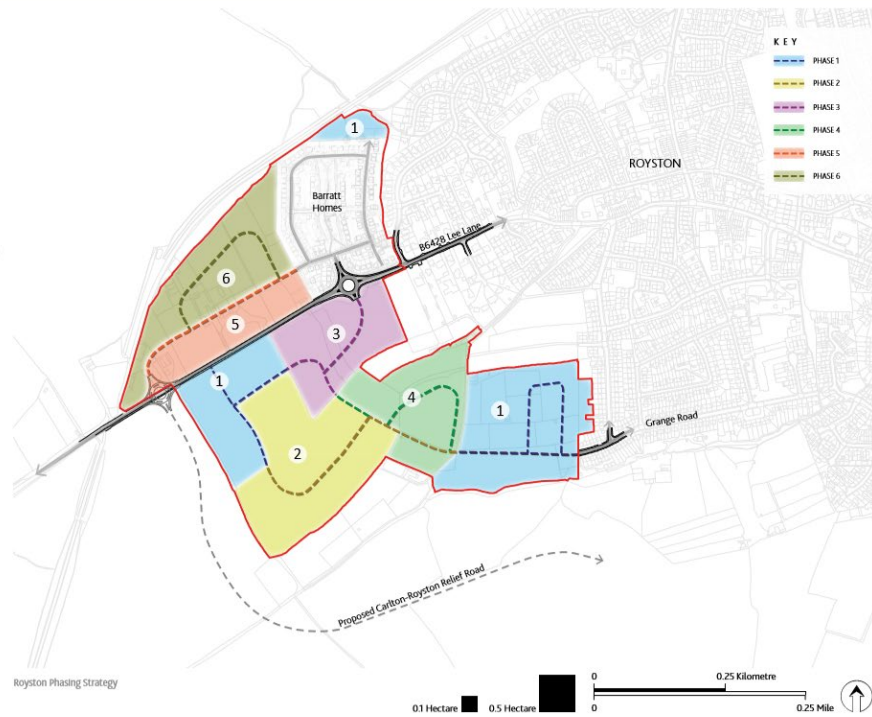 KEY
PHASE 1
PHASE 2
PHASE 3
PHASE 4
PHASE 5
PHASE 6
1
ROYSTON
Barratt
Homes
B6428 Lee Lane
6
5
3
1
4
1
Grange Road
2
Proposed Carlton-Royston Relief Road
Royston Phasing Strategy
0.1 Hectare
0.5 Hectare
0
0.25 Kilometre
0
0.25 Mile